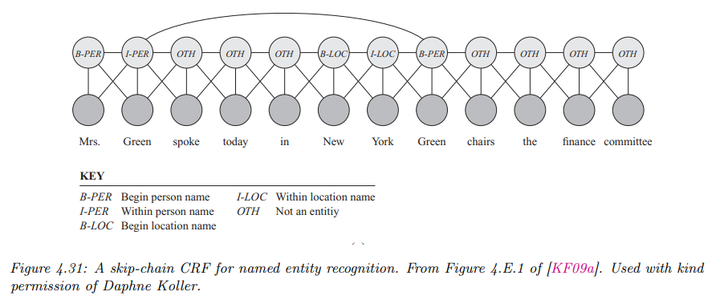 B-PER I-PER OTH OTH OTH B-LOC I-LOC B-PER OTH OTH OTH OTH
Mrs. Green spoke today in New York Green chairs the finance committee
KEY
B-PER Begin person name I-LOC Within location name
I-PER Within person name OTH Not an entitiy
B-LOC Begin location name
Figure 4.31: A skip-chain CRF for named entity recognition. From Figure 4.E.1 of [KF09a]. Used with kind
permission of Daphne Koller.